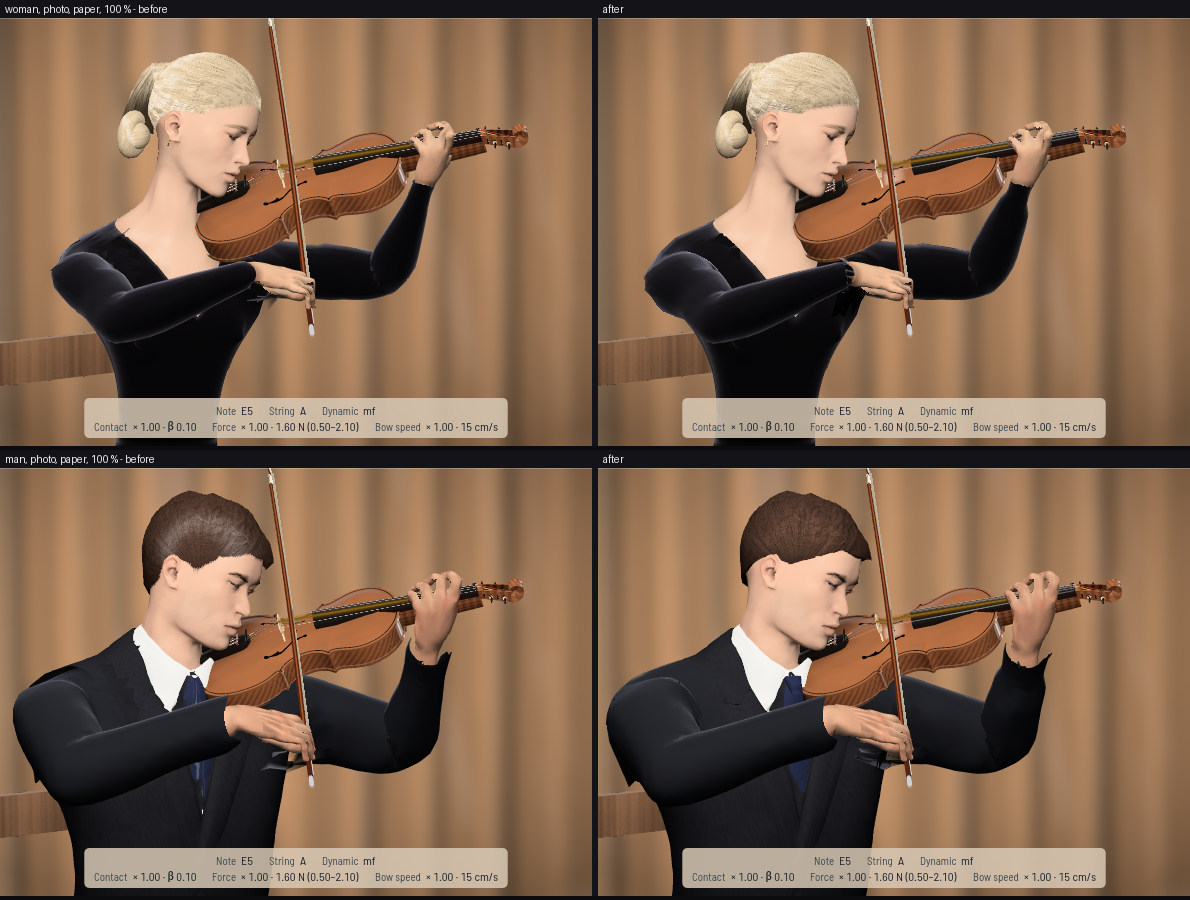 woman, photo, paper, 100 % - before
after
Note E5 String A Dynamic mf
Contact × 1.00 · β 0.10 Force × 1.00 · 1.60 N (0.50–2.10) Bow speed × 1.00 · 15 cm/s
Note E5 String A Dynamic mf
Contact × 1.00 · β 0.10 Force × 1.00 · 1.60 N (0.50–2.10) Bow speed × 1.00 · 15 cm/s
man, photo, paper, 100 % - before
after
Note E5 String A Dynamic mf
Contact × 1.00 · β 0.10 Force × 1.00 · 1.60 N (0.50–2.10) Bow speed × 1.00 · 15 cm/s
Note E5 String A Dynamic mf
Contact × 1.00 · β 0.10 Force × 1.00 · 1.60 N (0.50–2.10) Bow speed × 1.00 · 15 cm/s